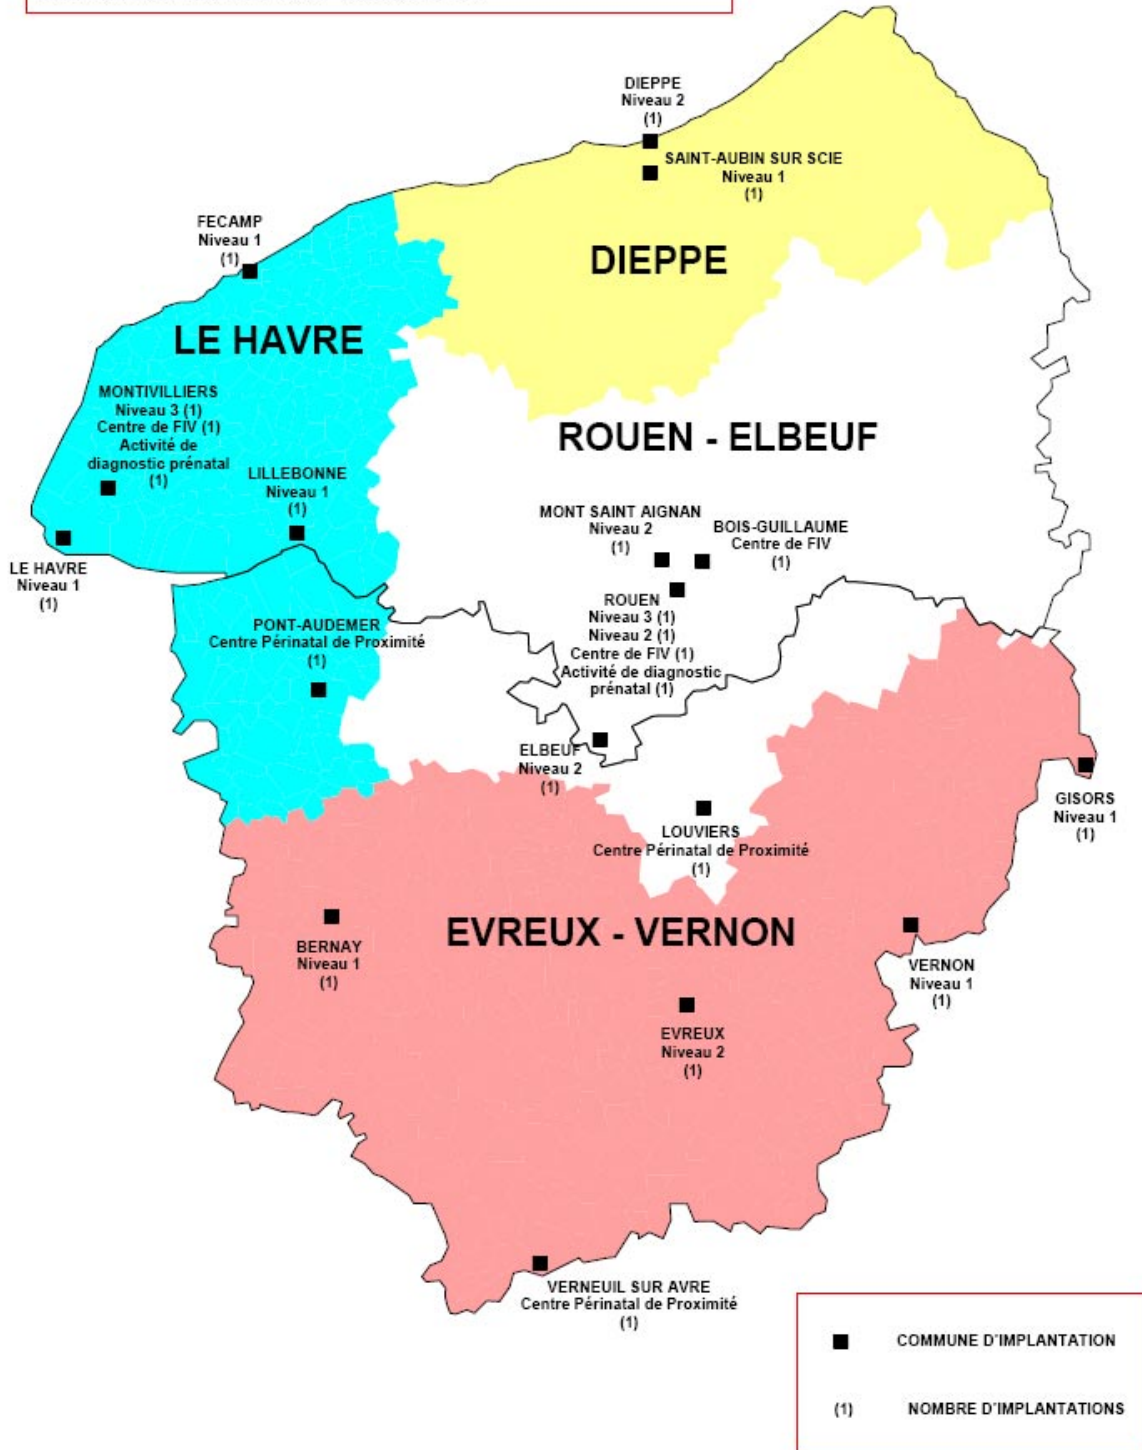 DIEPPE
Niveau 2
(1)
SAINT-AUBIN SUR SCIE
Niveau 1
(1)
FECAMP
Niveau 1
(1)
DIEPPE
LE HAVRE
MONTIVILLIERS
Niveau 3 (1)
Centre de FIV (1)
Activité de
diagnostic prénatal
(1)
LILLEBONNE
Niveau 1
(1)
ROUEN - ELBEUF
MONT SAINT AIGNAN
Niveau 2
(1)
BOIS-GUILLAUME
Centre de FIV
(1)
LE HAVRE
Niveau 1
(1)
ROUEN
Niveau 3 (1)
Niveau 2 (1)
Centre de FIV (1)
Activité de diagnostic
prénatal (1)
PONT-AUDEMER
Centre Périnatal de Proximité
(1)
ELBEUF
Niveau 2
(1)
GISORS
Niveau 1
(1)
LOUVIERS
Centre Périnatal de Proximité
(1)
EVREUX - VERNON
BERNAY
Niveau 1
(1)
VERNON
Niveau 1
(1)
EVREUX
Niveau 2
(1)
VERNEUIL SUR AVRE
Centre Périnatal de Proximité
(1)
COMMUNE D'IMPLANTATION
(1) NOMBRE D'IMPLANTATIONS